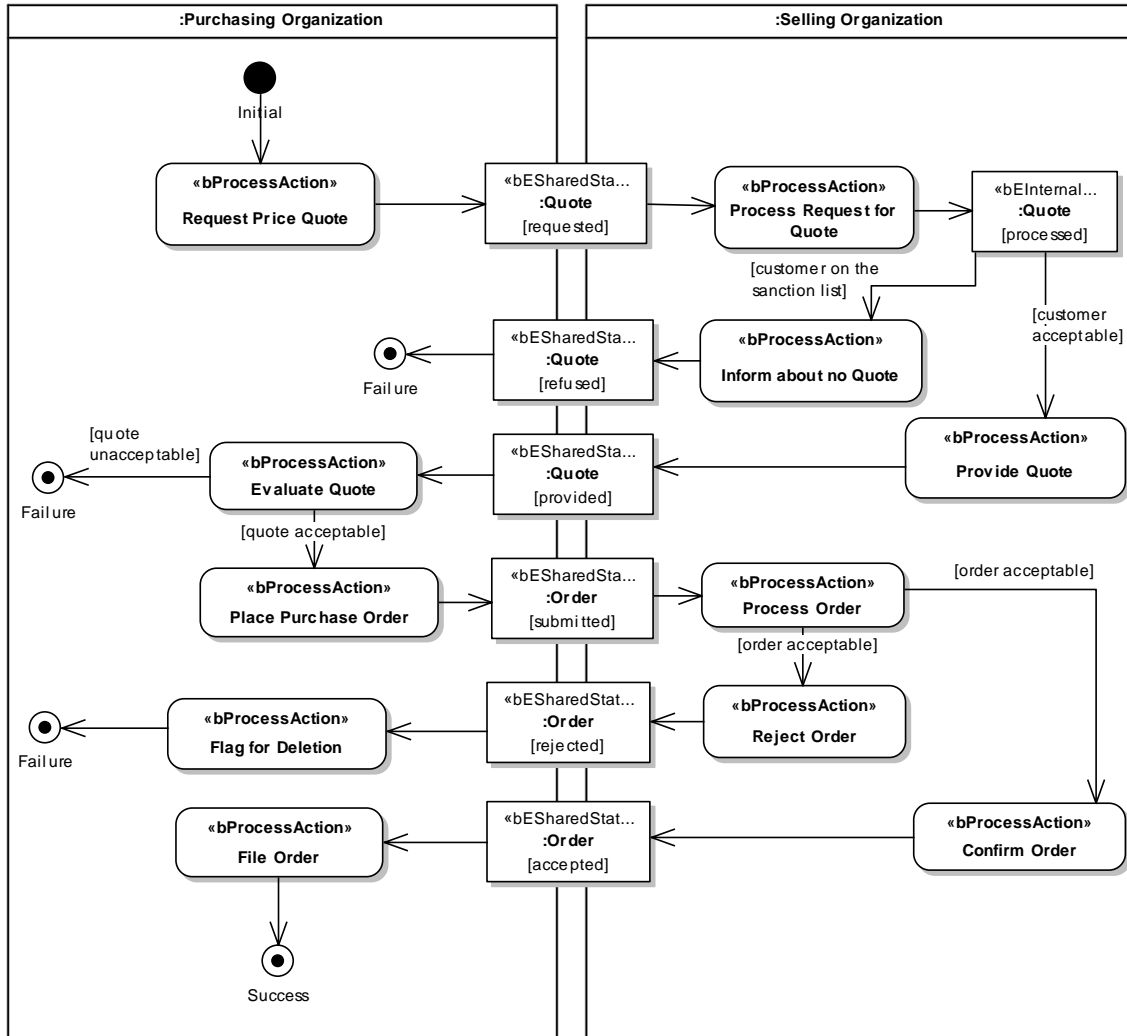 :Purchasing Organization
:Selling Organization
Initial
«bProcessAction»
Request Price Quote
«bESharedSta...
:Quote
[requested]
«bProcessAction»
Process Request for
Quote
«bEInternal...
:Quote
[processed]
[customer on the
sanction list]
[customer
acceptable]
«bESharedSta...
:Quote
[refused]
«bProcessAction»
Inform about no Quote
Failure
«bProcessAction»
Provide Quote
[quote
unacceptable]
«bProcessAction»
Evaluate Quote
«bESharedSta...
:Quote
[provided]
Failure
[quote acceptable]
«bProcessAction»
Place Purchase Order
«bESharedSta...
:Order
[submitted]
«bProcessAction»
Process Order
[order acceptable]
[order acceptable]
«bESharedStat...
:Order
[rejected]
«bProcessAction»
Reject Order
«bProcessAction»
Flag for Deletion
Failure
«bProcessAction»
File Order
«bESharedStat...
:Order
[accepted]
«bProcessAction»
Confirm Order
Success